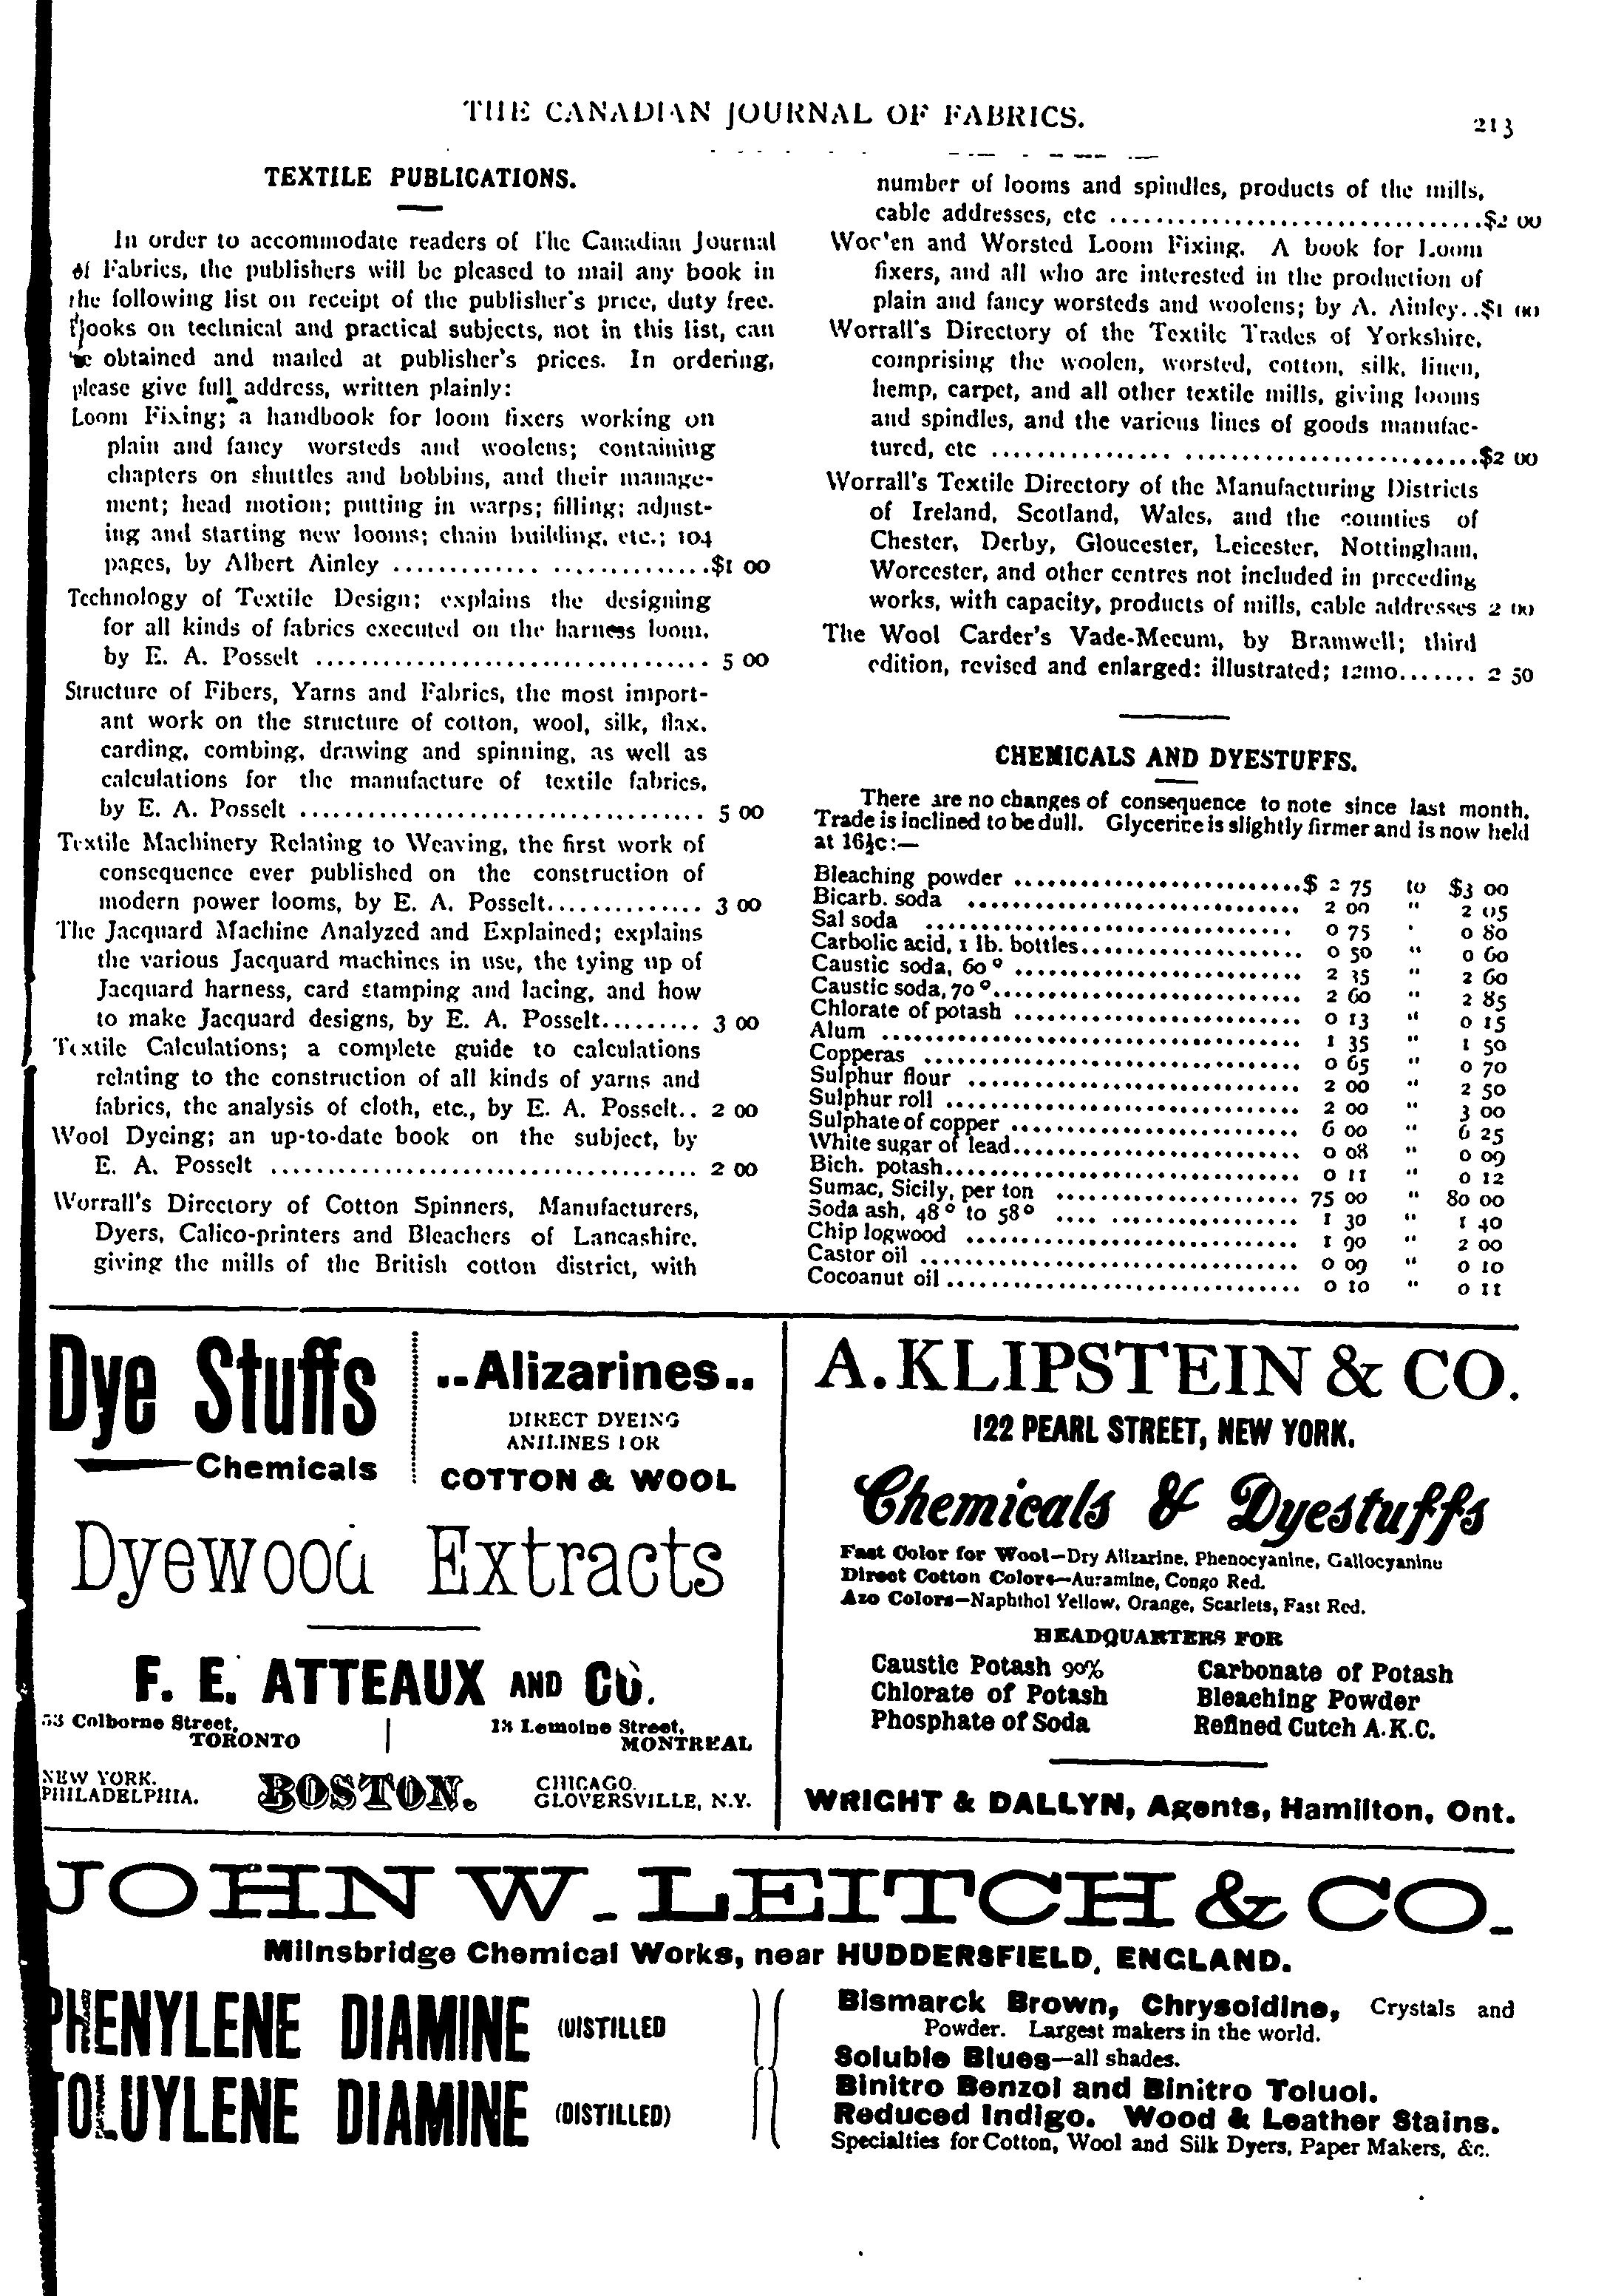 THE CANADIAN JOURNAL OF FABRICS.
213
TEXTILE PUBLICATIONS.
In order to accommodate readers of The Canadian Journal
of Fabrics, the publishers will be pleased to mail any book in
the following list on receipt of the publisher's price, duty free.
Books on technical and practical subjects, not in this list, can
be obtained and mailed at publisher's prices. In ordering,
please give full address, written plainly:
Loom Fixing; a handbook for loom fixers working on
plain and fancy worsteds and woolens; containing
chapters on shuttles and bobbins, and their manage-
ment; head motion; putting in warps; filling; adjust-
ing and starting new looms; chain building, etc.; 104
pages, by Albert Ainley ............. ..............$1 00
Technology of Textile Design; explains the designing
for all kinds of fabrics executed on the harness loom.
by E. A. Posselt .................................. 5 00
Structure of Fibers, Yarns and Fabrics, the most import-
ant work on the structure of cotton, wool, silk, flax.
carding, combing, drawing and spinning, as well as
calculations for the manufacture of textile fabrics,
by E. A. Posselt ................................... 5 00
Textile Machinery Relating to Weaving, the first work of
consequence ever published on the construction of
modern power looms, by E. A. Posselt.............. 3 00
The Jacquard Machine Analyzed and Explained; explains
the various Jacquard machines in use, the tying up of
Jacquard harness, card stamping and lacing, and how
to make Jacquard designs, by E. A. Posselt......... 3 00
Textile Calculations; a complete guide to calculations
relating to the construction of all kinds of yarns and
fabrics, the analysis of cloth, etc., by E. A. Posselt.. 2 00
Wool Dyeing; an up-to-date book on the subject, by
E. A. Posselt ..................................... 2 00
Worrall's Directory of Cotton Spinners, Manufacturers,
Dyers, Calico-printers and Bleachers of Lancashire.
giving the mills of the British cotton district, with
number of looms and spindles, products of the mills,
cable addresses, etc ................................$2 00
Woolen and Worsted Loom Fixing. A book for Loom
fixers, and all who are interested in the production of
plain and fancy worsteds and woolens; by A. Ainley..$1 00
Worrall's Directory of the Textile Trades of Yorkshire,
comprising the woolen, worsted, cotton, silk, linen,
hemp, carpet, and all other textile mills, giving looms
and spindles, and the various lines of goods manufac-
tured, etc ................ .........................$2 00
Worrall's Textile Directory of the Manufacturing Districts
of Ireland, Scotland, Wales, and the counties of
Chester, Derby, Gloucester, Leicester, Nottingham,
Worcester, and other centres not included in preceding
works, with capacity, products of mills, cable addresses 2 00
The Wool Carder's Vade-Mecum, by Bramwell; third
edition, revised and enlarged: illustrated; 12mo....... 2 50
CHEMICALS AND DYESTUFFS.
There are no changes of consequence to note since last month.
Trade is inclined to be dull. Glycerine is slightly firmer and is now held
at 16½c:—
Bleaching powder ............................$ 2 75 to $3 00
Bicarb. soda ................................ 2 00 " 2 05
Sal soda .................................... 0 75 " 0 80
Carbolic acid, 1 lb. bottles..................... 0 50 " 0 60
Caustic soda, 60° ............................ 2 35 " 2 60
Caustic soda, 70°.............................. 2 60 " 2 85
Chlorate of potash ............................ 0 13 " 0 15
Alum ........................................ 1 35 " 1 50
Copperas .................................... 0 65 " 0 70
Sulphur flour ................................ 2 00 " 2 50
Sulphur roll .................................. 2 00 " 3 00
Sulphate of copper ............................ 6 00 " 6 25
White sugar of lead............................ 0 08 " 0 09
Bich. potash.................................. 0 11 " 0 12
Sumac, Sicily, per ton ........................ 75 00 " 80 00
Soda ash, 48° to 58° .... .................. 1 30 " 1 40
Chip logwood ................................ 1 90 " 2 00
Castor oil .................................... 0 09 " 0 10
Cocoanut oil .................................. 0 10 " 0 11
Dye Stuffs
Chemicals
..Alizarines..
DIRECT DYEING
ANILINES FOR
COTTON & WOOL
Dyewood Extracts
F. E. ATTEAUX AND CO.
53 Colborne Street,
TORONTO
18 Lemoine Street,
MONTREAL
NEW YORK.
PHILADELPHIA.
BOSTON.
CHICAGO.
GLOVERSVILLE, N.Y.
A. KLIPSTEIN & CO.
122 PEARL STREET, NEW YORK.
Chemicals & Dyestuffs
Fast Color for Wool—Dry Alizarine, Phenocyanine, Gallocyanine
Direct Cotton Colors—Auramine, Congo Red.
Azo Colors—Naphthol Yellow, Orange, Scarlets, Fast Red.
HEADQUARTERS FOR
Caustic Potash 90%
Chlorate of Potash
Phosphate of Soda
Carbonate of Potash
Bleaching Powder
Refined Cutch A.K.C.
WRIGHT & DALLYN, Agents, Hamilton, Ont.
JOHN W. LEITCH & CO.
Milnsbridge Chemical Works, near HUDDERSFIELD, ENGLAND.
PHENYLENE DIAMINE (DISTILLED
TOLUYLENE DIAMINE (DISTILLED)
Bismarck Brown, Chrysoidine, Crystals and
Powder. Largest makers in the world.
Soluble Blues—all shades.
Binitro Benzol and Binitro Toluol.
Reduced Indigo. Wood & Leather Stains.
Specialties for Cotton, Wool and Silk Dyers, Paper Makers, &c.